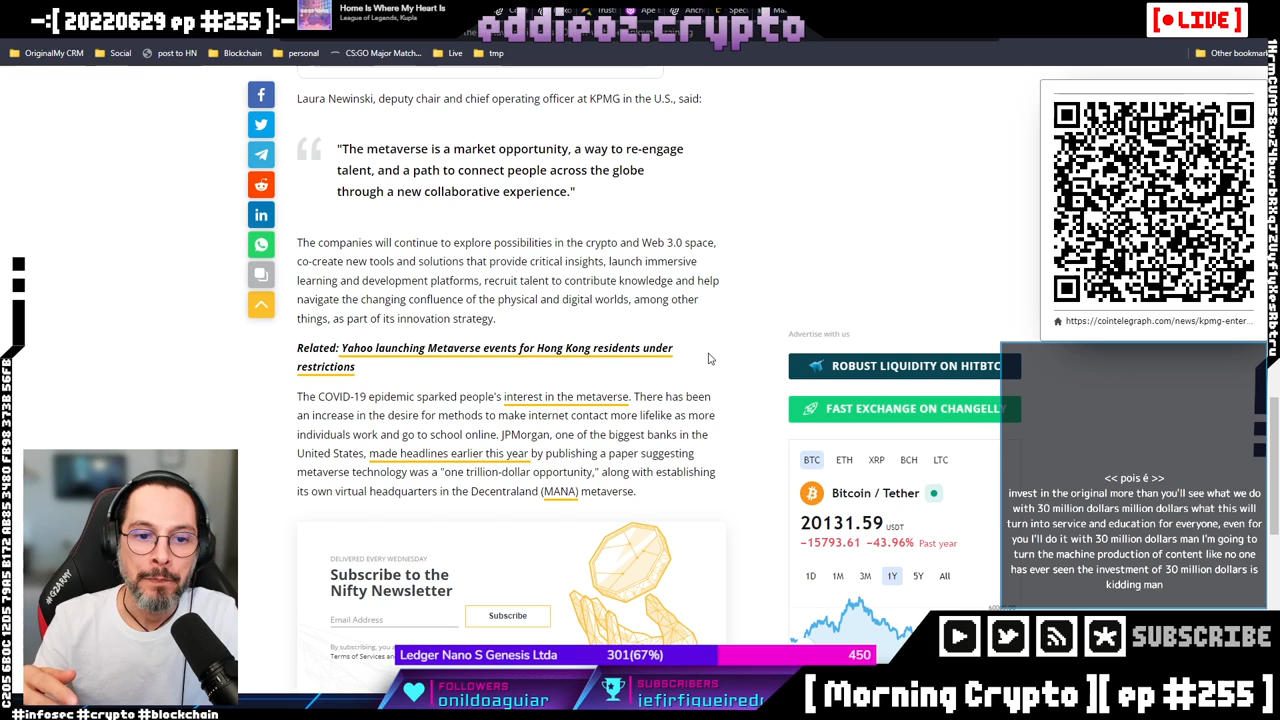 -:[ 20220629 ep #255 ]:-
Home Is Where My Heart Is
League of Legends, Kupla
eddieoz.crypto
[ LIVE ]
OriginalMy CRM
Social
post to HN
Blockchain
personal
CS:GO Major Match...
Live
tmp
Other bookmar
Laura Newinski, deputy chair and chief operating officer at KPMG in the U.S., said:
"The metaverse is a market opportunity, a way to re-engage
talent, and a path to connect people across the globe
through a new collaborative experience."
The companies will continue to explore possibilities in the crypto and Web 3.0 space,
co-create new tools and solutions that provide critical insights, launch immersive
learning and development platforms, recruit talent to contribute knowledge and help
navigate the changing confluence of the physical and digital worlds, among other
things, as part of its innovation strategy.
Related: Yahoo launching Metaverse events for Hong Kong residents under
restrictions
The COVID-19 epidemic sparked people's interest in the metaverse. There has been
an increase in the desire for methods to make internet contact more lifelike as more
individuals work and go to school online. JPMorgan, one of the biggest banks in the
United States, made headlines earlier this year by publishing a paper suggesting
metaverse technology was a "one trillion-dollar opportunity," along with establishing
its own virtual headquarters in the Decentraland (MANA) metaverse.
DELIVERED EVERY WEDNESDAY
Subscribe to the
Nifty Newsletter
Email Address
Subscribe
By subscribing, you
Terms of Services an
https://cointelegraph.com/news/kpmg-enter...
Advertise with us
ROBUST LIQUIDITY ON HITBTC
FAST EXCHANGE ON CHANGELLY
BTC ETH XRP BCH LTC
Bitcoin / Tether
20131.59 USDT
−15793.61 −43.96% Past year
1D 1M 3M 1Y 5Y All
<< pois é >>
invest in the original more than you'll see what we do
with 30 million dollars million dollars what this will
turn into service and education for everyone, even for
you I'll do it with 30 million dollars man I'm going to
turn the machine production of content like no one
has ever seen the investment of 30 million dollars is
kidding man
Ledger Nano S Genesis Ltda 301(67%) 450
FOLLOWERS
onildoaguiar
SUBSCRIBERS
jefirfigueired
SUBSCRIBE
[ Morning Crypto ][ ep #255 ]
#infosec #crypto #blockchain